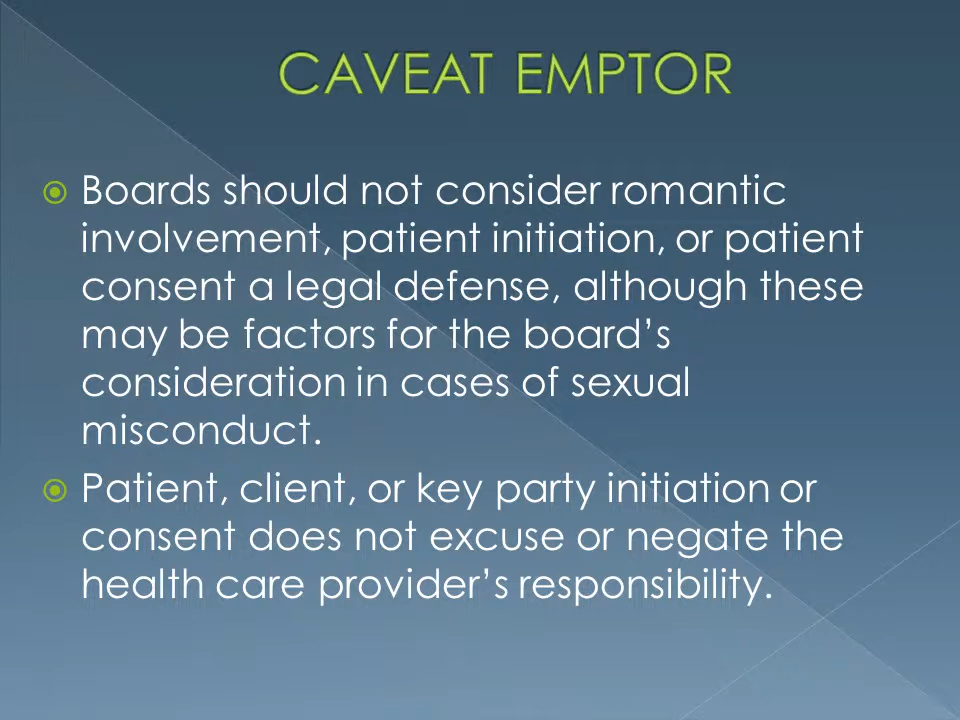 CAVEAT EMPTOR
Boards should not consider romantic
involvement, patient initiation, or patient
consent a legal defense, although these
may be factors for the board’s
consideration in cases of sexual
misconduct.
Patient, client, or key party initiation or
consent does not excuse or negate the
health care provider’s responsibility.